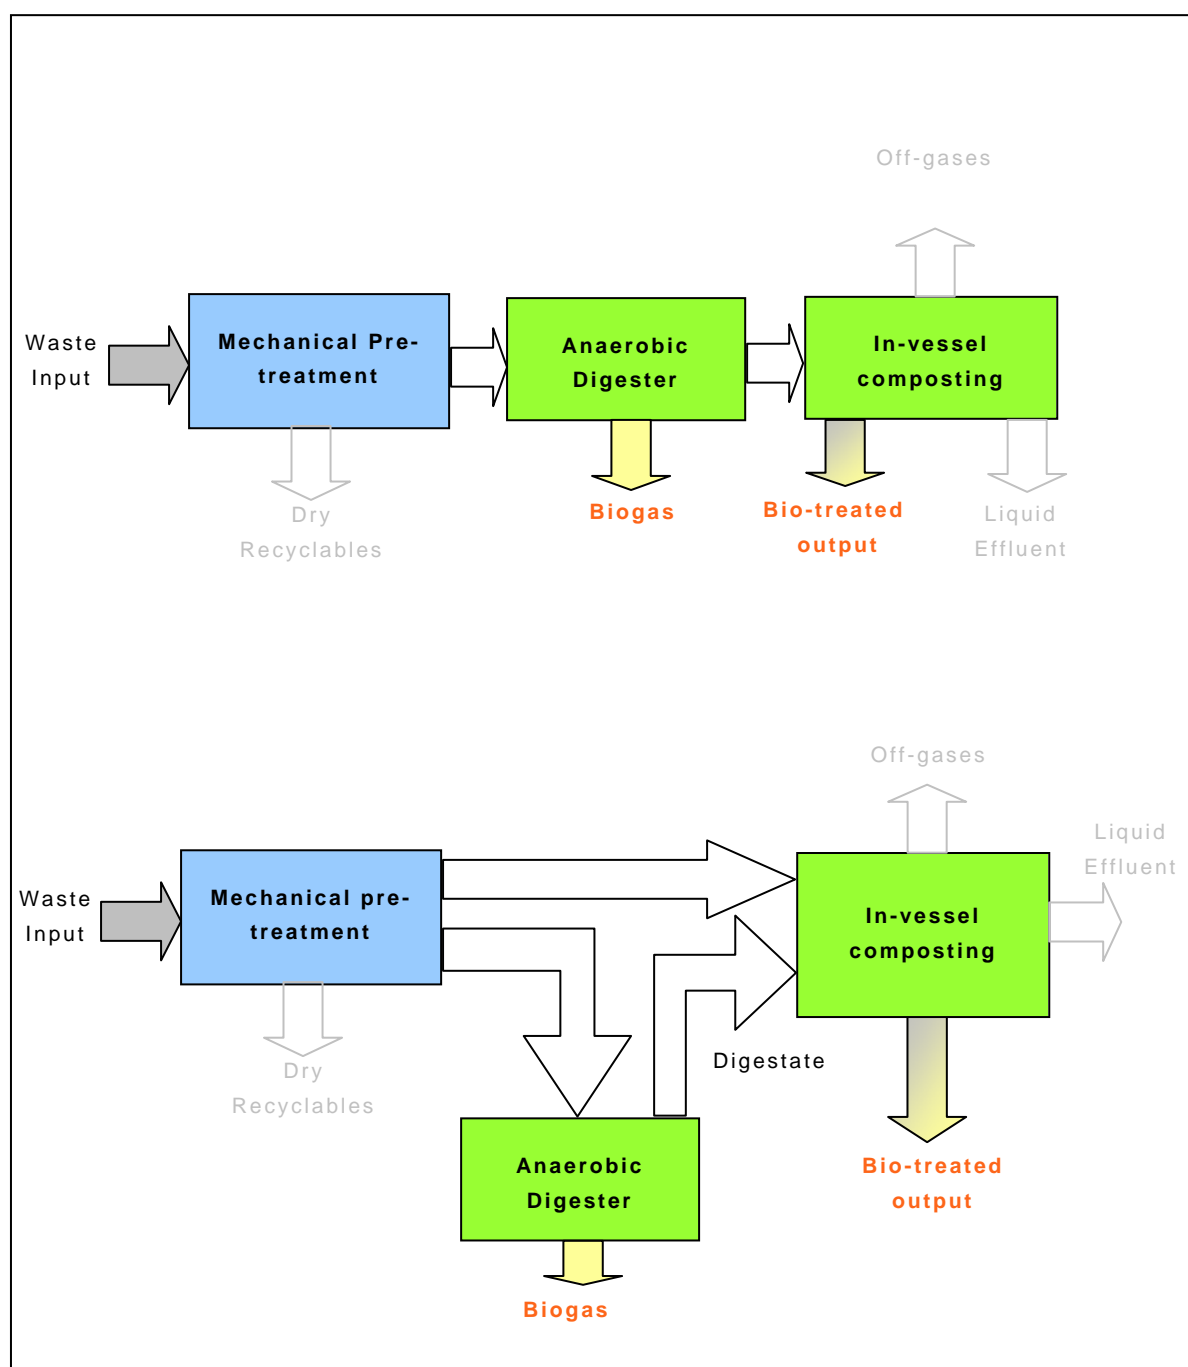 Off-gases
Waste
Input
Mechanical Pre-
treatment
Anaerobic
Digester
In-vessel
composting
Dry
Recyclables
Biogas
Bio-treated
output
Liquid
Effluent
Off-gases
Liquid
Effluent
Waste
Input
Mechanical pre-
treatment
In-vessel
composting
Digestate
Dry
Recyclables
Anaerobic
Digester
Bio-treated
output
Biogas